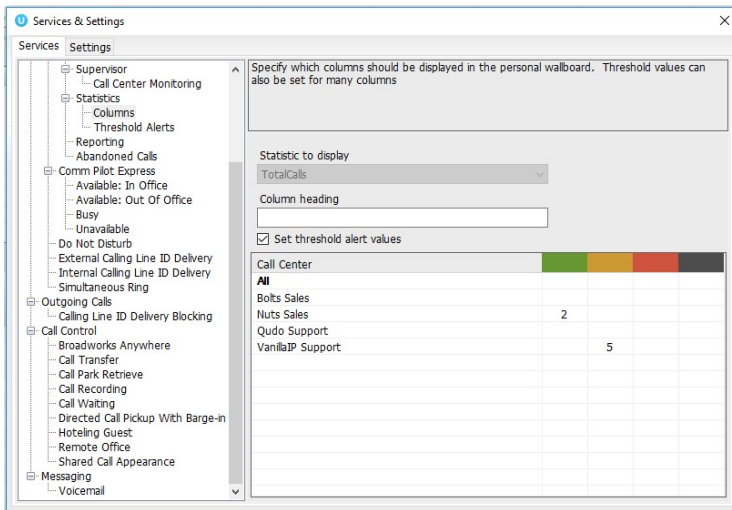 Services & Settings
Services
Settings
Supervisor
Call Center Monitoring
Statistics
Columns
Threshold Alerts
Reporting
Abandoned Calls
Comm Pilot Express
Available: In Office
Available: Out Of Office
Busy
Unavailable
Do Not Disturb
External Calling Line ID Delivery
Internal Calling Line ID Delivery
Simultaneous Ring
Outgoing Calls
Calling Line ID Delivery Blocking
Call Control
Broadworks Anywhere
Call Transfer
Call Park Retrieve
Call Recording
Call Waiting
Directed Call Pickup With Barge-in
Hoteling Guest
Remote Office
Shared Call Appearance
Messaging
Voicemail
Specify which columns should be displayed in the personal wallboard. Threshold values can
also be set for many columns
Statistic to display
TotalCalls
Column heading
Set threshold alert values
Call Center
All
Bolts Sales
Nuts Sales 2
Qudo Support
VanillaIP Support 5